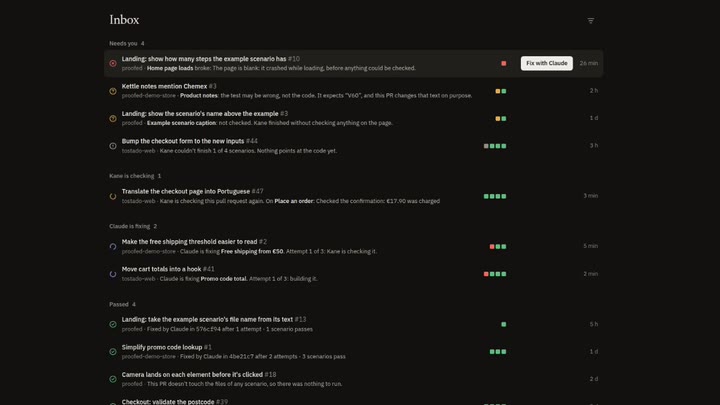 Inbox
Needs you 4
Landing: show how many steps the example scenario has #10
proofed · Home page loads broke: The page is blank: it crashed while loading, before anything could be checked.
Fix with Claude
26 min
Kettle notes mention Chemex #3
proofed-demo-store · Product notes: the test may be wrong, not the code. It expects "V60", and this PR changes that test on purpose.
2 h
Landing: show the scenario's name above the example #3
proofed · Example scenario caption: not checked. Kane finished without checking anything on the page.
1 d
Bump the checkout form to the new inputs #44
tostado-web · Kane couldn't finish 1 of 4 scenarios. Nothing points at the code yet.
3 h
Kane is checking 1
Translate the checkout page into Portuguese #47
tostado-web · Kane is checking this pull request again. On Place an order: Checked the confirmation: €17.90 was charged
3 min
Claude is fixing 2
Make the free shipping threshold easier to read #2
proofed-demo-store · Claude is fixing Free shipping from €50. Attempt 1 of 3: Kane is checking it.
5 min
Move cart totals into a hook #41
tostado-web · Claude is fixing Promo code total. Attempt 1 of 3: building it.
2 min
Passed 4
Landing: take the example scenario's file name from its text #13
proofed · Fixed by Claude in 576cf94 after 1 attempt · 1 scenario passes
5 h
Simplify promo code lookup #1
proofed-demo-store · Fixed by Claude in 4be21c7 after 2 attempts · 3 scenarios pass
1 d
Camera lands on each element before it's clicked #18
proofed · This PR doesn't touch the files of any scenario, so there was nothing to run.
2 d
Checkout: validate the postcode #39